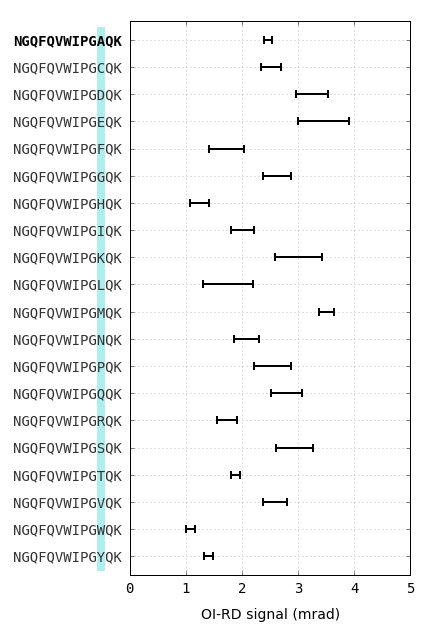 NGQFQVWIPGAQK
NGQFQVWIPGCQK
NGQFQVWIPGDQK
NGQFQVWIPGEQK
NGQFQVWIPGFQK
NGQFQVWIPGGQK
NGQFQVWIPGHQK
NGQFQVWIPGIQK
NGQFQVWIPGKQK
NGQFQVWIPGLQK
NGQFQVWIPGMQK
NGQFQVWIPGNQK
NGQFQVWIPGPQK
NGQFQVWIPGQQK
NGQFQVWIPGRQK
NGQFQVWIPGSQK
NGQFQVWIPGTQK
NGQFQVWIPGVQK
NGQFQVWIPGWQK
NGQFQVWIPGYQK
0 1 2 3 4 5
OI-RD signal (mrad)